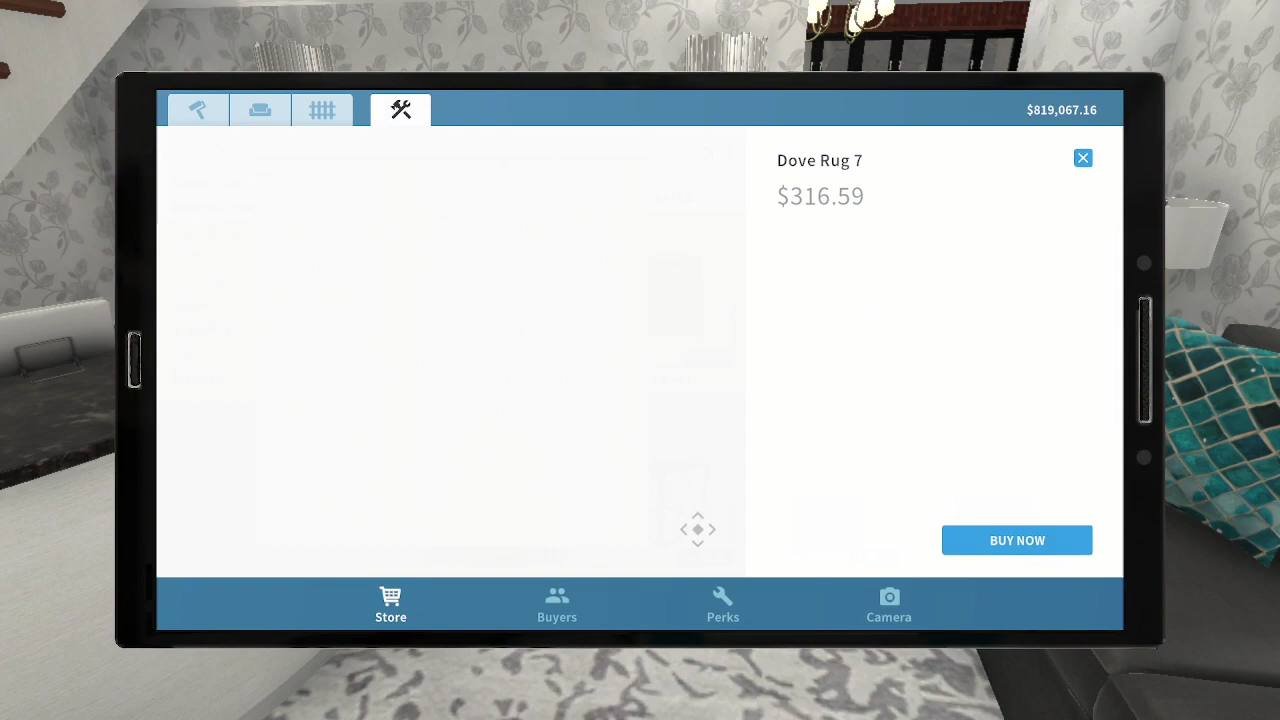 $819,067.16
Dove Rug 7
$316.59
BUY NOW
Store
Buyers
Perks
Camera